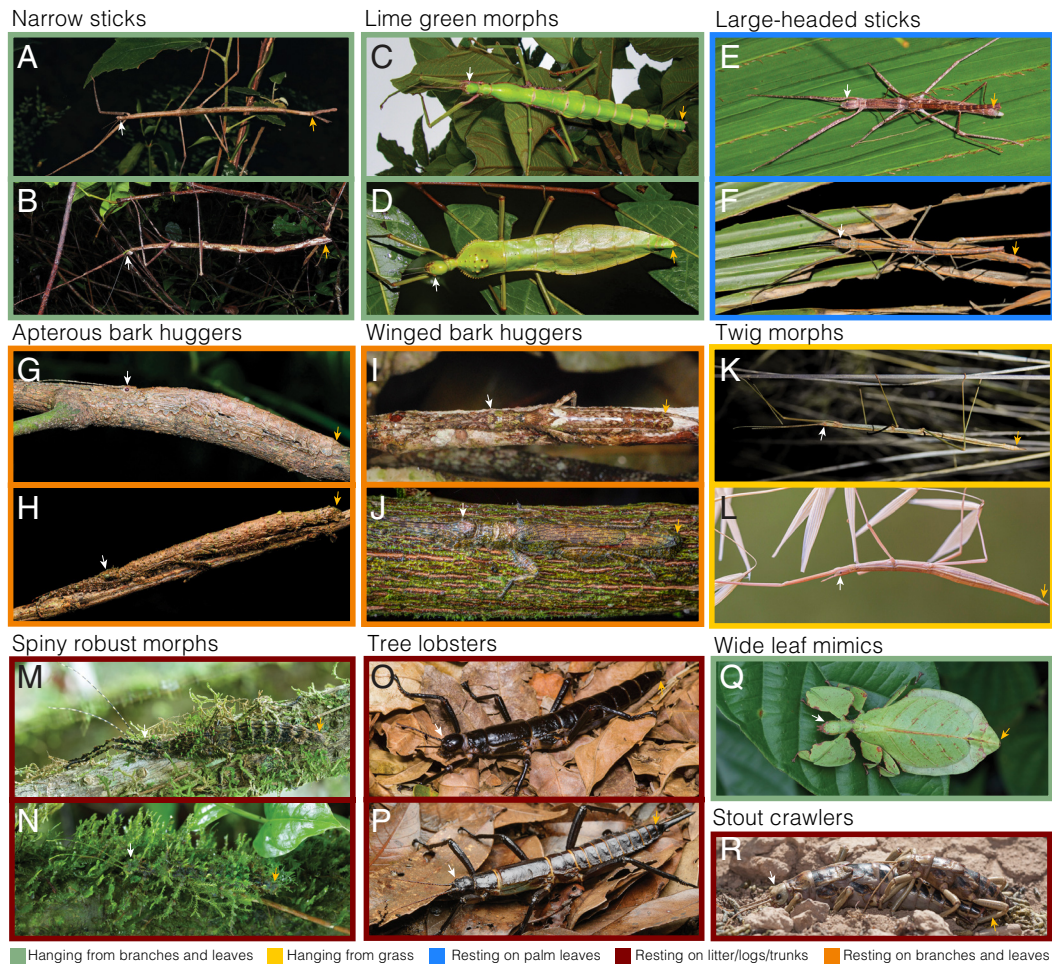 Narrow sticks
Lime green morphs
Large-headed sticks
A
C
E
B
D
F
Apterous bark huggers
Winged bark huggers
Twig morphs
G
I
K
H
J
L
Spiny robust morphs
Tree lobsters
Wide leaf mimics
M
O
Q
N
P
Stout crawlers
R
Hanging from branches and leaves
Hanging from grass
Resting on palm leaves
Resting on litter/logs/trunks
Resting on branches and leaves